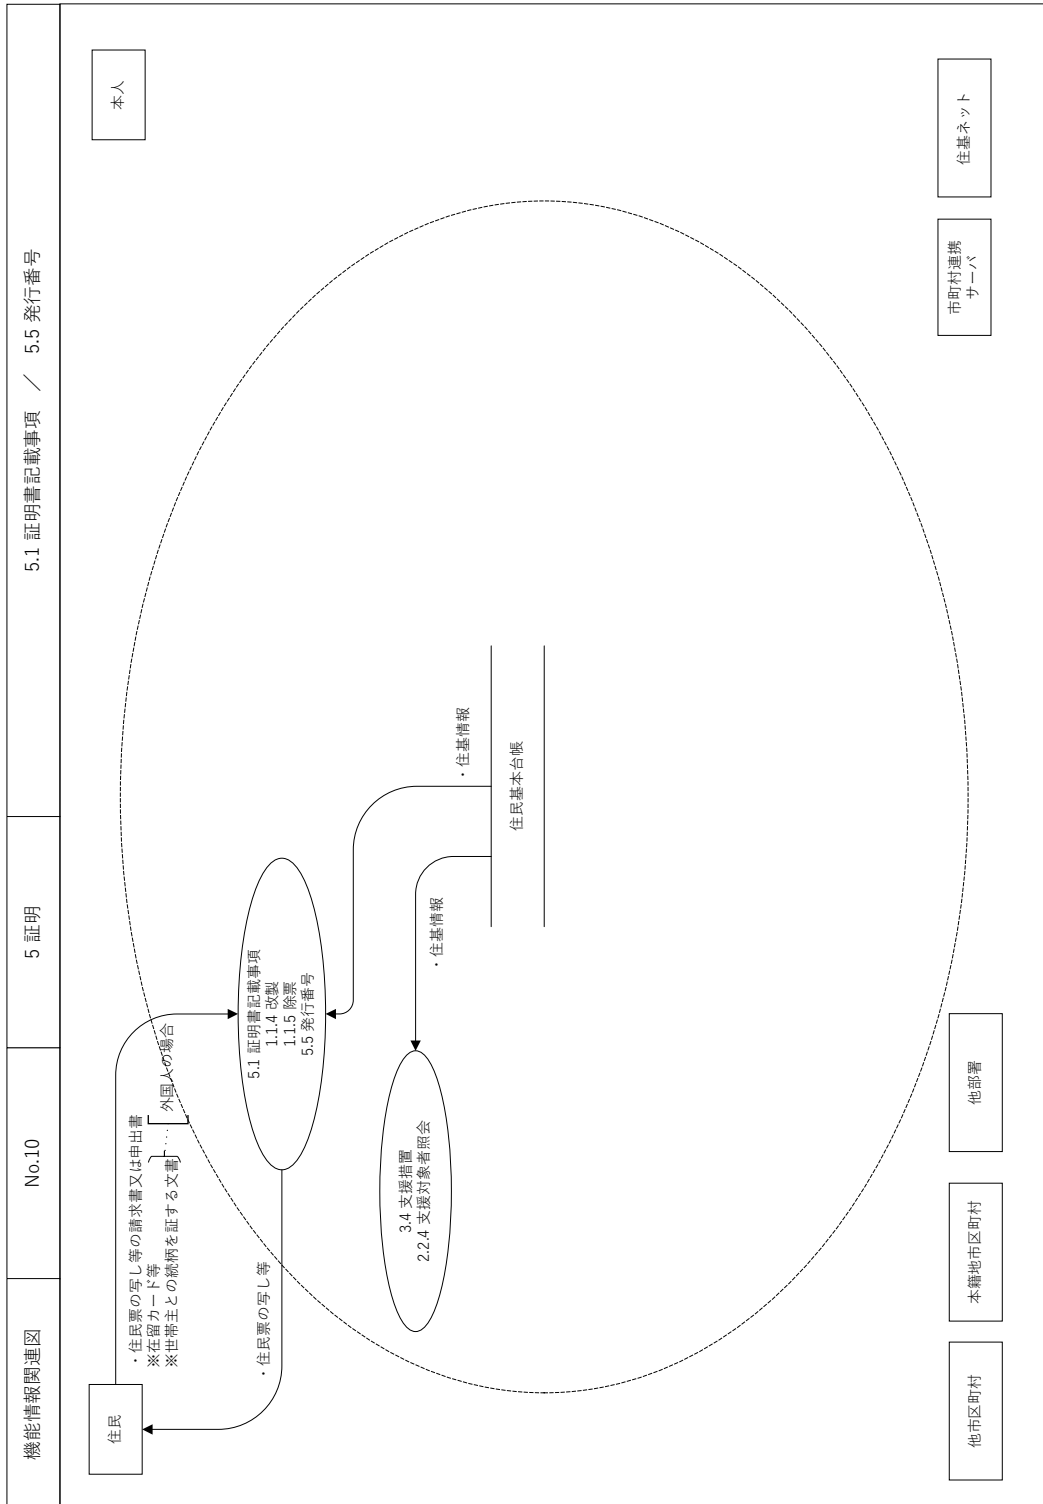 機能情報関連図
No.10
5 証明
5.1 証明書記載事項 ／ 5.5 発行番号
住民
本人
・住民票の写し等の請求書又は申出書
※在留カード等
※世帯主との続柄を証する文書
････
外国人の場合
・住民票の写し等
5.1 証明書記載事項
1.1.4 改製
1.1.5 除票
5.5 発行番号
3.4 支援措置
2.2.4 支援対象者照会
・住基情報
・住基情報
住民基本台帳
他市区町村
本籍地市区町村
他部署
市町村連携
サーバ
住基ネット